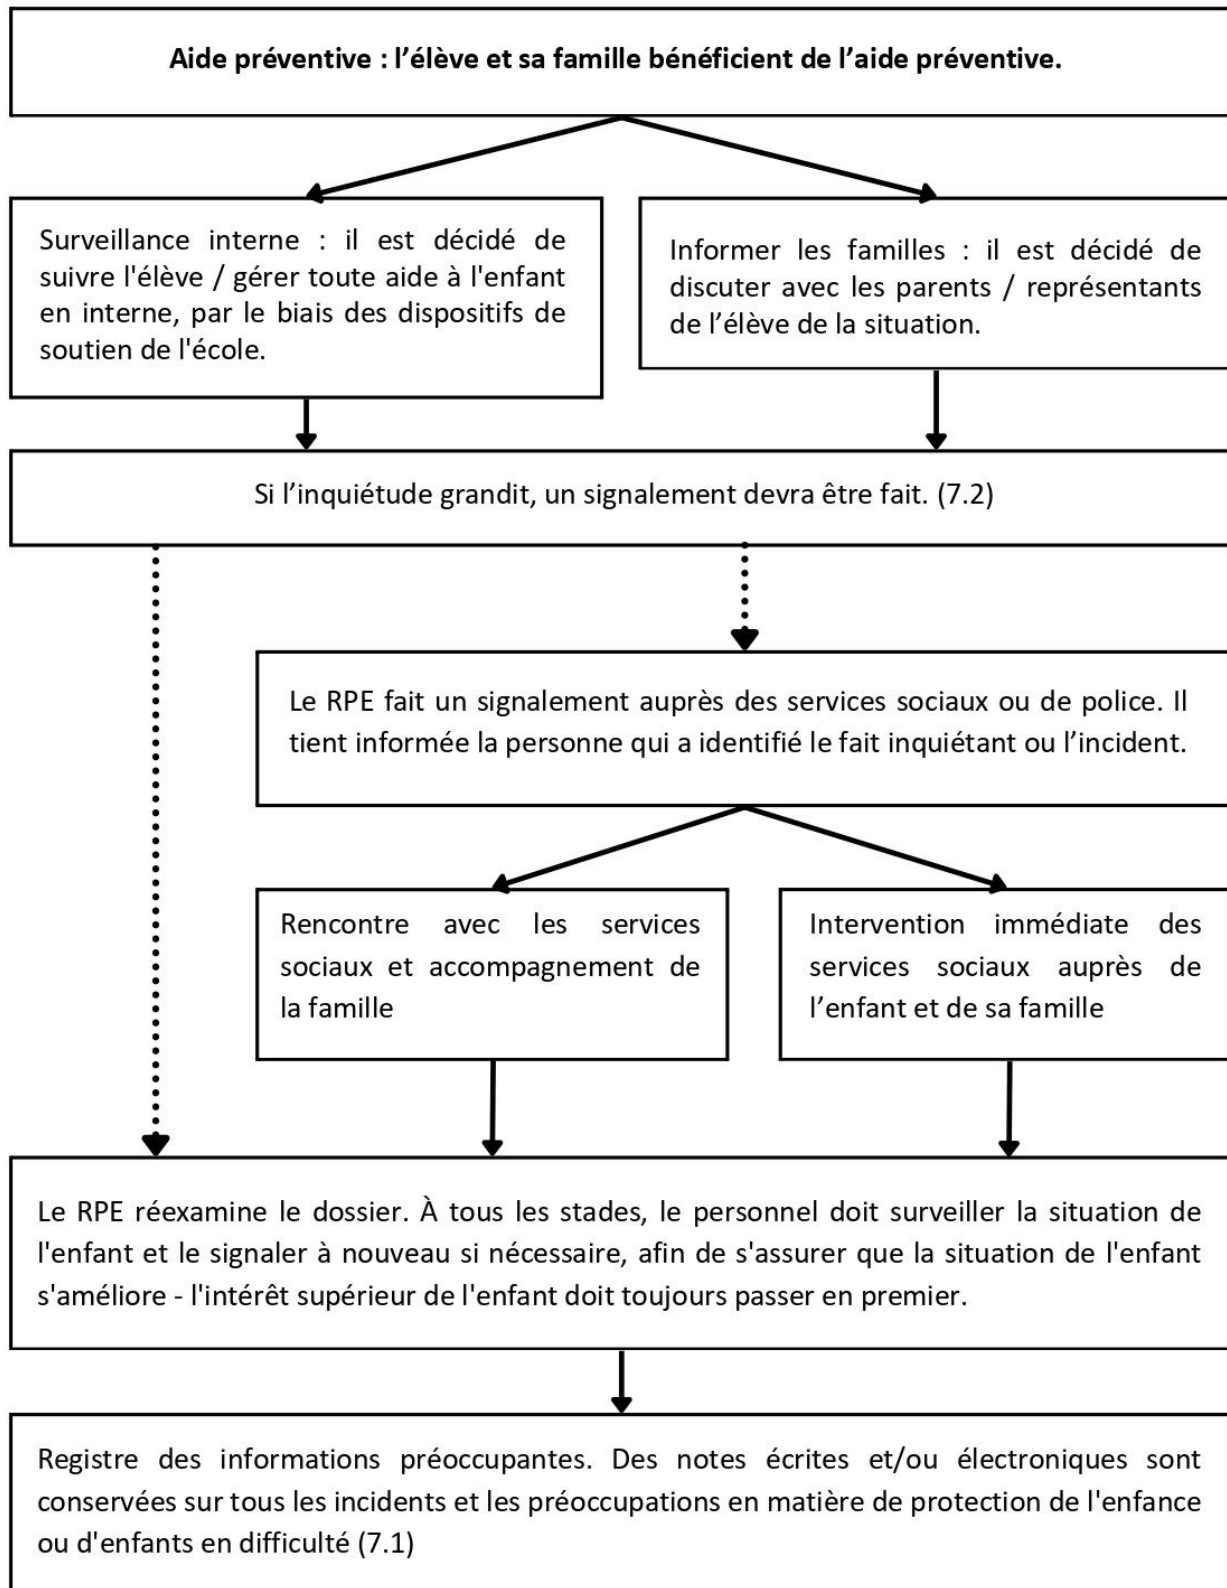 Aide préventive : l’élève et sa famille bénéficient de l’aide préventive.
Surveillance interne : il est décidé de
suivre l'élève / gérer toute aide à l'enfant
en interne, par le biais des dispositifs de
soutien de l'école.
Informer les familles : il est décidé de
discuter avec les parents / représentants
de l’élève de la situation.
Si l’inquiétude grandit, un signalement devra être fait. (7.2)
Le RPE fait un signalement auprès des services sociaux ou de police. Il
tient informée la personne qui a identifié le fait inquiétant ou l’incident.
Rencontre avec les services
sociaux et accompagnement de
la famille
Intervention immédiate des
services sociaux auprès de
l’enfant et de sa famille
Le RPE réexamine le dossier. À tous les stades, le personnel doit surveiller la situation de
l'enfant et le signaler à nouveau si nécessaire, afin de s'assurer que la situation de l'enfant
s'améliore - l'intérêt supérieur de l'enfant doit toujours passer en premier.
Registre des informations préoccupantes. Des notes écrites et/ou électroniques sont
conservées sur tous les incidents et les préoccupations en matière de protection de l'enfance
ou d'enfants en difficulté (7.1)